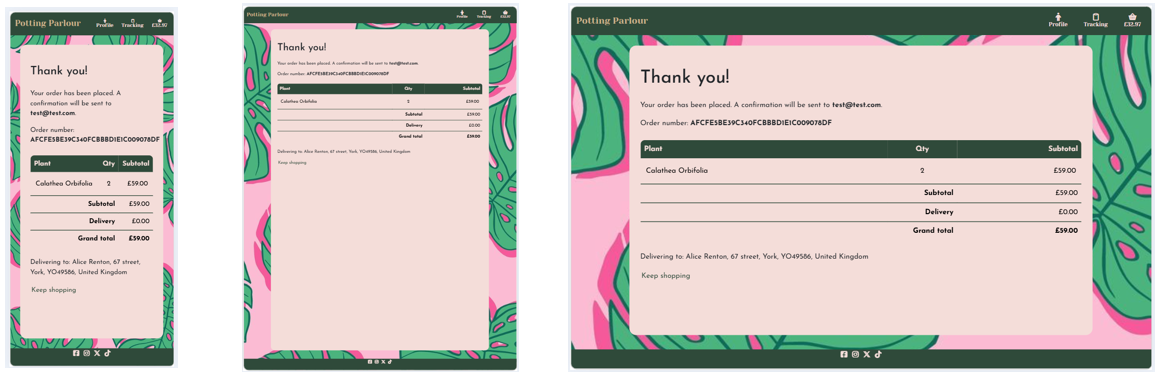 Potting Parlour
Profile Tracking £32.97
Thank you!
Your order has been placed. A
confirmation will be sent to
test@test.com.
Order number:
AFCFE5BE39C340FCBBBD1E1C009078DF
Plant Qty Subtotal
Calathea Orbifolia 2 £59.00
Subtotal £59.00
Delivery £0.00
Grand total £59.00
Delivering to: Alice Renton, 67 street,
York, YO49586, United Kingdom
Keep shopping
Potting Parlour
Profile Tracking £32.97
Thank you!
Your order has been placed. A confirmation will be sent to test@test.com.
Order number: AFCFE5BE39C340FCBBBD1E1C009078DF
Plant Qty Subtotal
Calathea Orbifolia 2 £59.00
Subtotal £59.00
Delivery £0.00
Grand total £59.00
Delivering to: Alice Renton, 67 street, York, YO49586, United Kingdom
Keep shopping
Potting Parlour
Profile Tracking £32.97
Thank you!
Your order has been placed. A confirmation will be sent to test@test.com.
Order number: AFCFE5BE39C340FCBBBD1E1C009078DF
Plant Qty Subtotal
Calathea Orbifolia 2 £59.00
Subtotal £59.00
Delivery £0.00
Grand total £59.00
Delivering to: Alice Renton, 67 street, York, YO49586, United Kingdom
Keep shopping